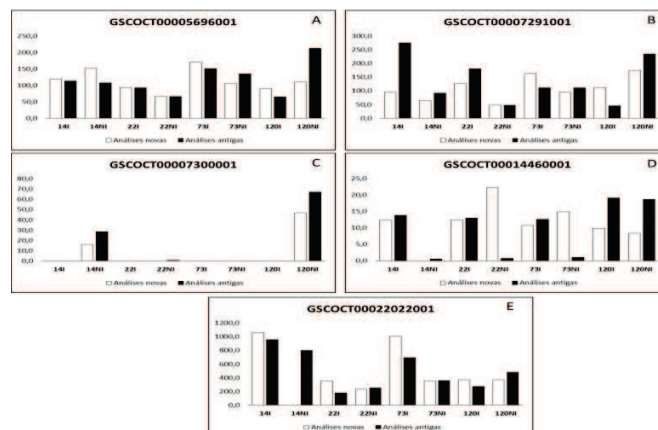 GSCOCT00005696001 A
250,0
200,0
150,0
100,0
50,0
0,0
14I 14NI 22I 22NI 73I 73NI 120I 120NI
Análises novas Análises antigas
GSCOCT00007291001 B
300,0
250,0
200,0
150,0
100,0
50,0
0,0
14I 14NI 22I 22NI 73I 73NI 120I 120NI
Análises novas Análises antigas
GSCOCT00007300001 C
80,0
70,0
60,0
50,0
40,0
30,0
20,0
10,0
0,0
14I 14NI 22I 22NI 73I 73NI 120I 120NI
Análises novas Análises antigas
GSCOCT00014460001 D
25,0
20,0
15,0
10,0
5,0
0,0
14I 14NI 22I 22NI 73I 73NI 120I 120NI
Análises novas Análises antigas
GSCOCT00022022001 E
1200,0
1000,0
800,0
600,0
400,0
200,0
0,0
14I 14NI 22I 22NI 73I 73NI 120I 120NI
Análises novas Análises antigas